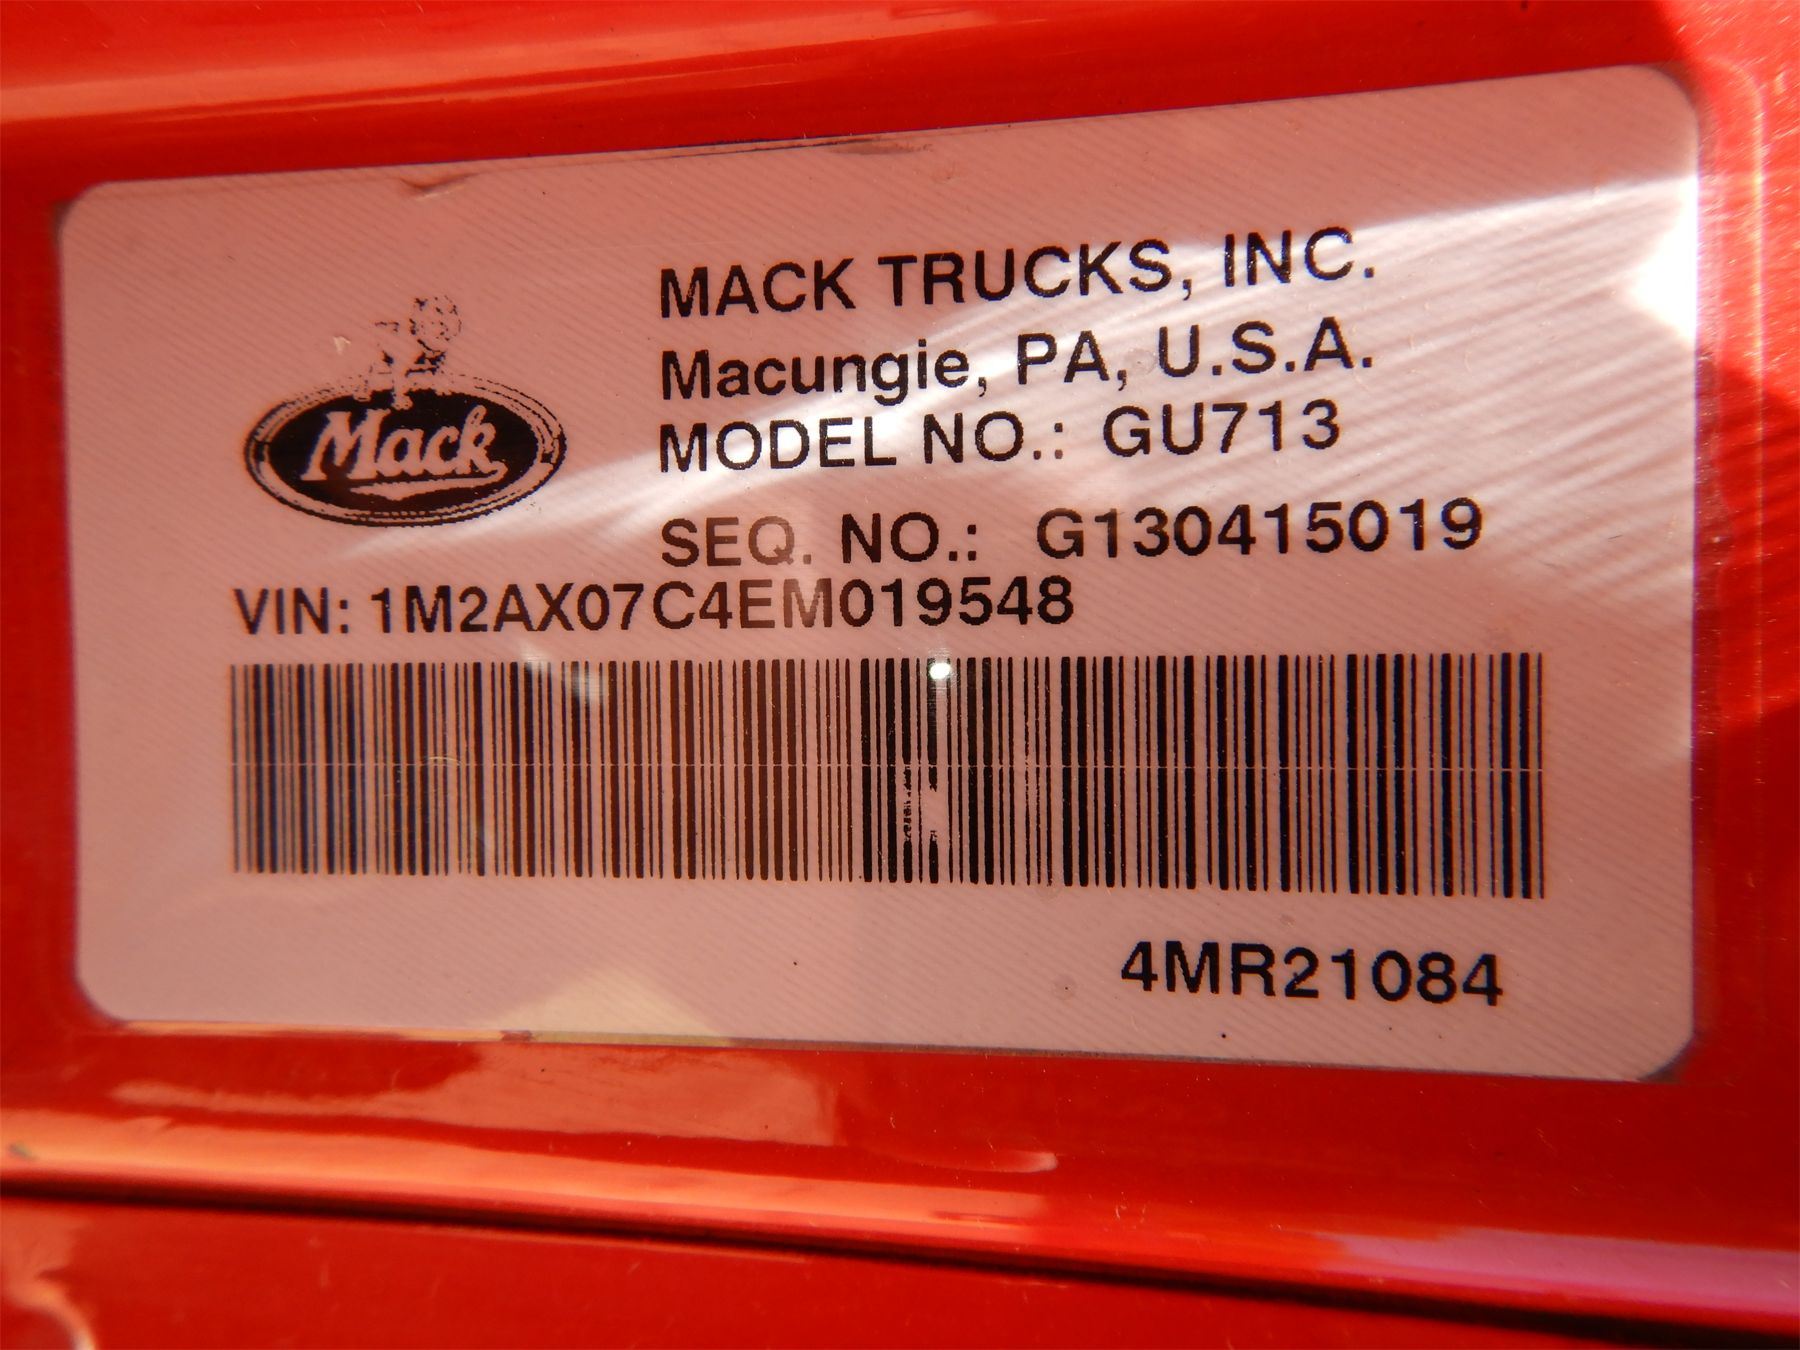 MACK TRUCKS, INC.
Macungie, PA, U.S.A.
MODEL NO.: GU713
Mack
SEQ. NO.: G130415019
VIN: 1M2AX07C4EM019548
4MR21084